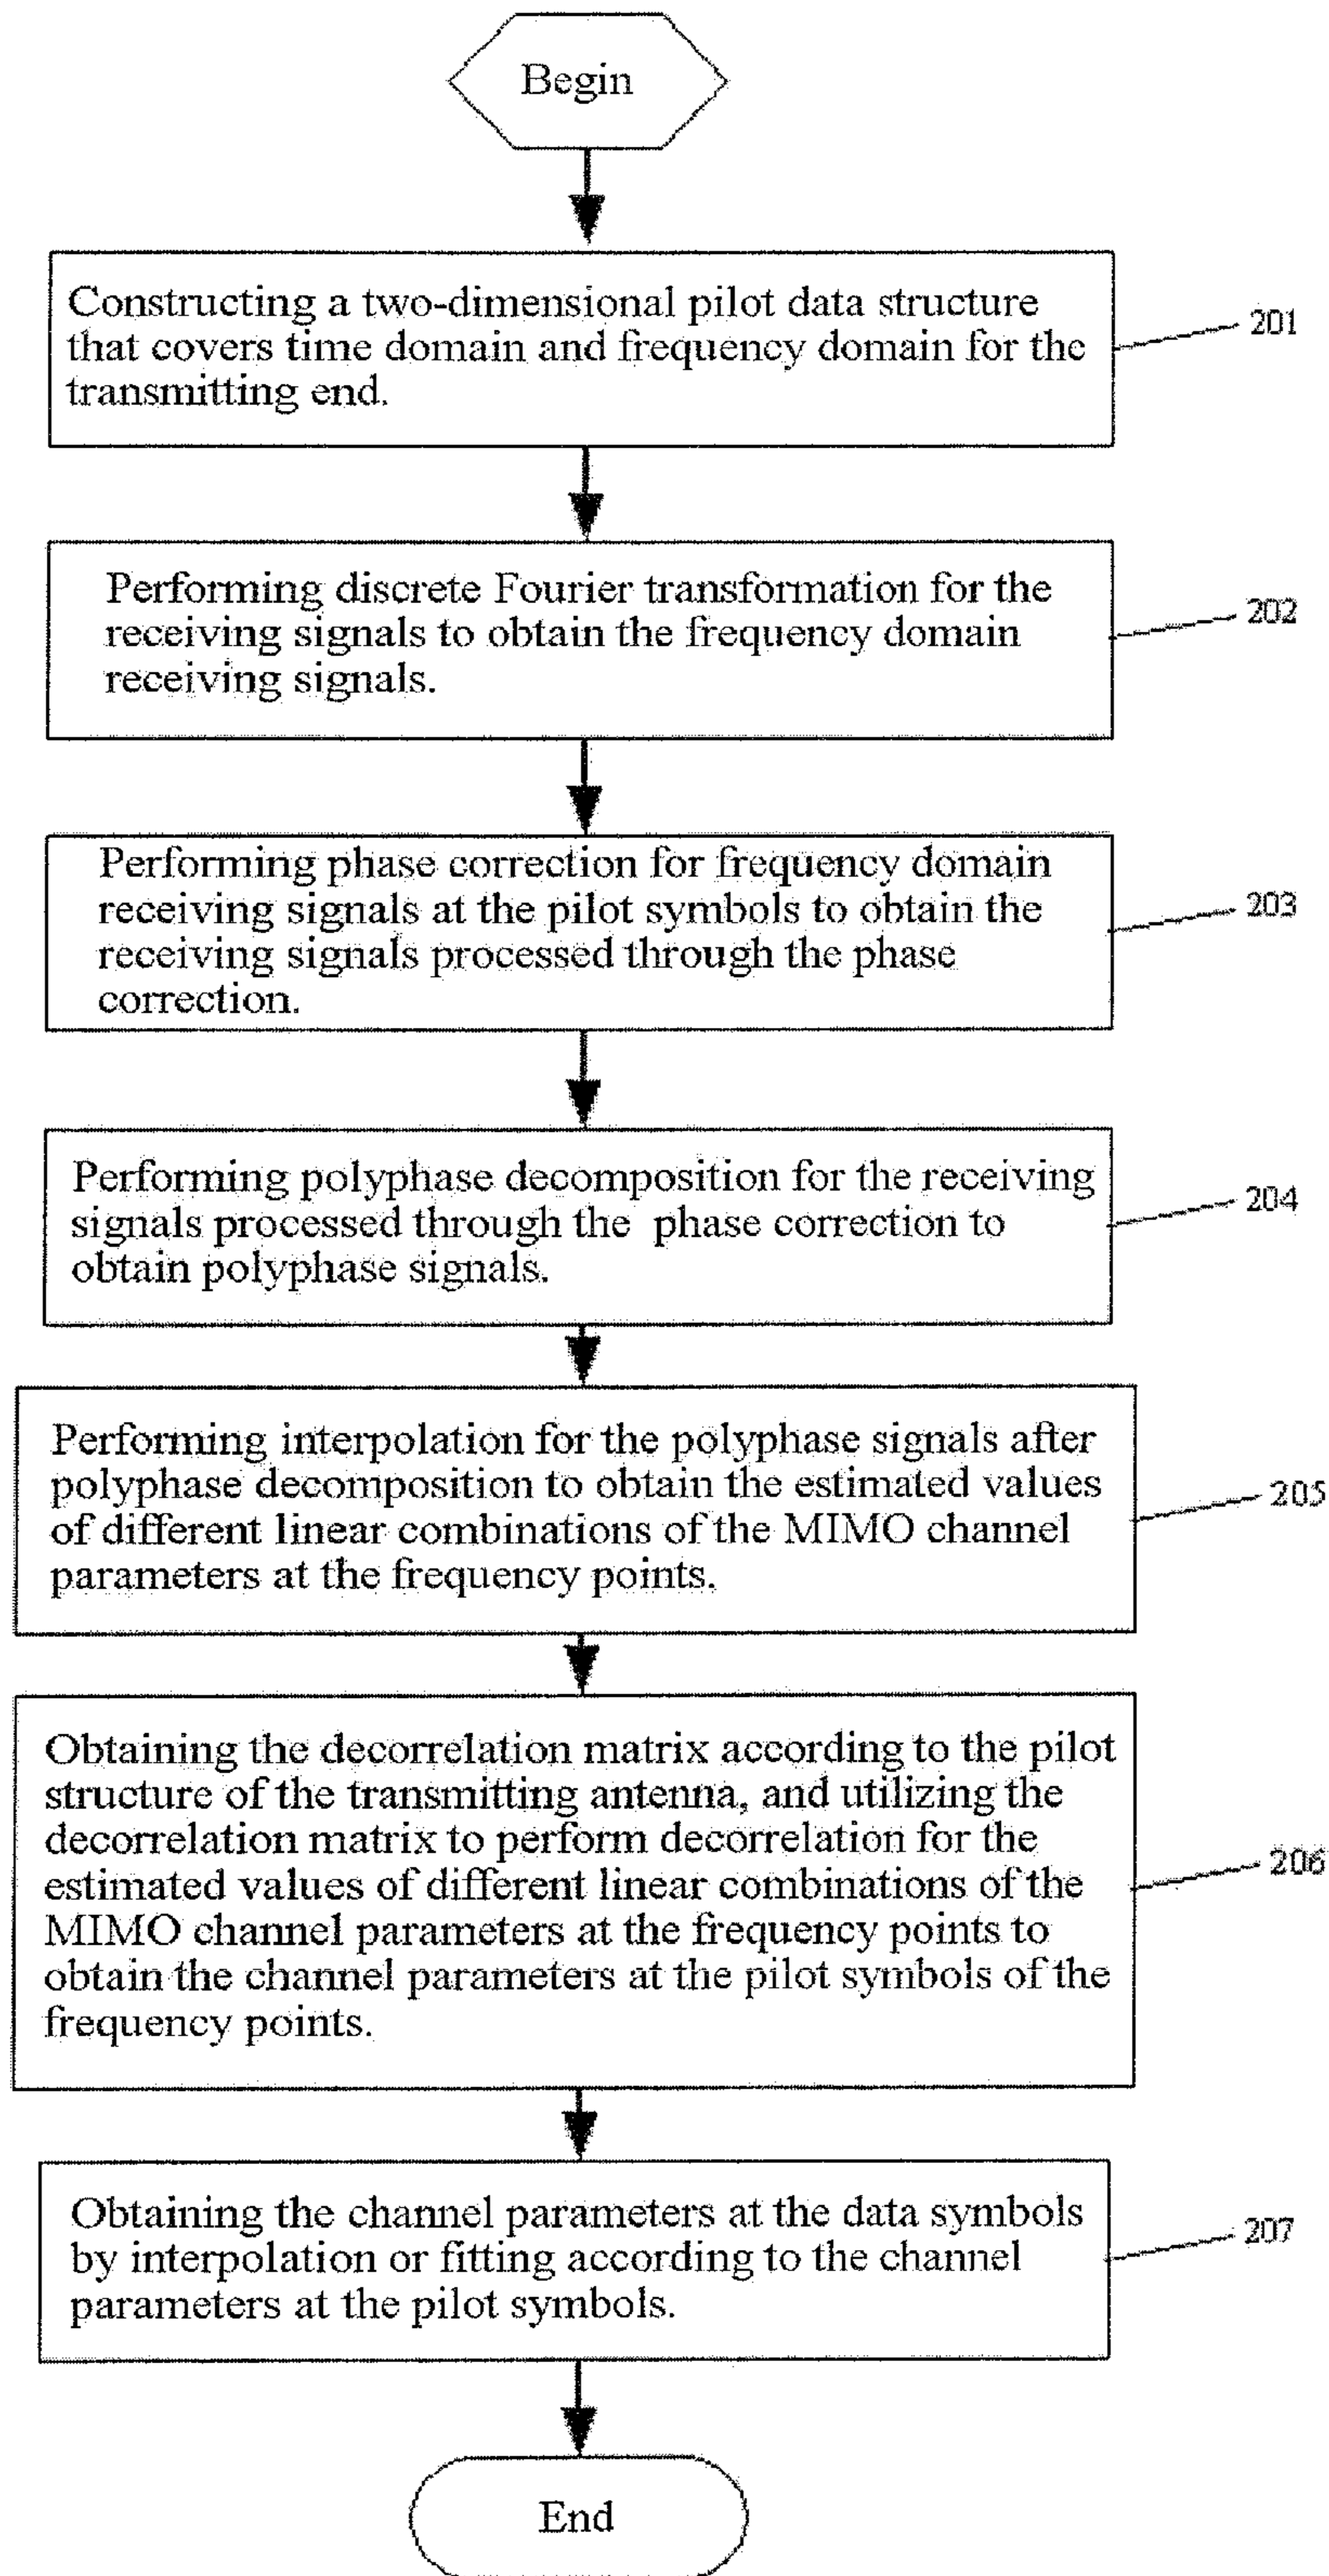 Begin
Constructing a two-dimensional pilot data structure
that covers time domain and frequency domain for the
transmitting end.
201
Performing discrete Fourier transformation for the
receiving signals to obtain the frequency domain
receiving signals.
202
Performing phase correction for frequency domain
receiving signals at the pilot symbols to obtain the
receiving signals processed through the phase
correction.
203
Performing polyphase decomposition for the receiving
signals processed through the phase correction to
obtain polyphase signals.
204
Performing interpolation for the polyphase signals after
polyphase decomposition to obtain the estimated values
of different linear combinations of the MIMO channel
parameters at the frequency points.
205
Obtaining the decorrelation matrix according to the pilot
structure of the transmitting antenna, and utilizing the
decorrelation matrix to perform decorrelation for the
estimated values of different linear combinations of the
MIMO channel parameters at the frequency points to
obtain the channel parameters at the pilot symbols of the
frequency points.
206
Obtaining the channel parameters at the data symbols
by interpolation or fitting according to the channel
parameters at the pilot symbols.
207
End